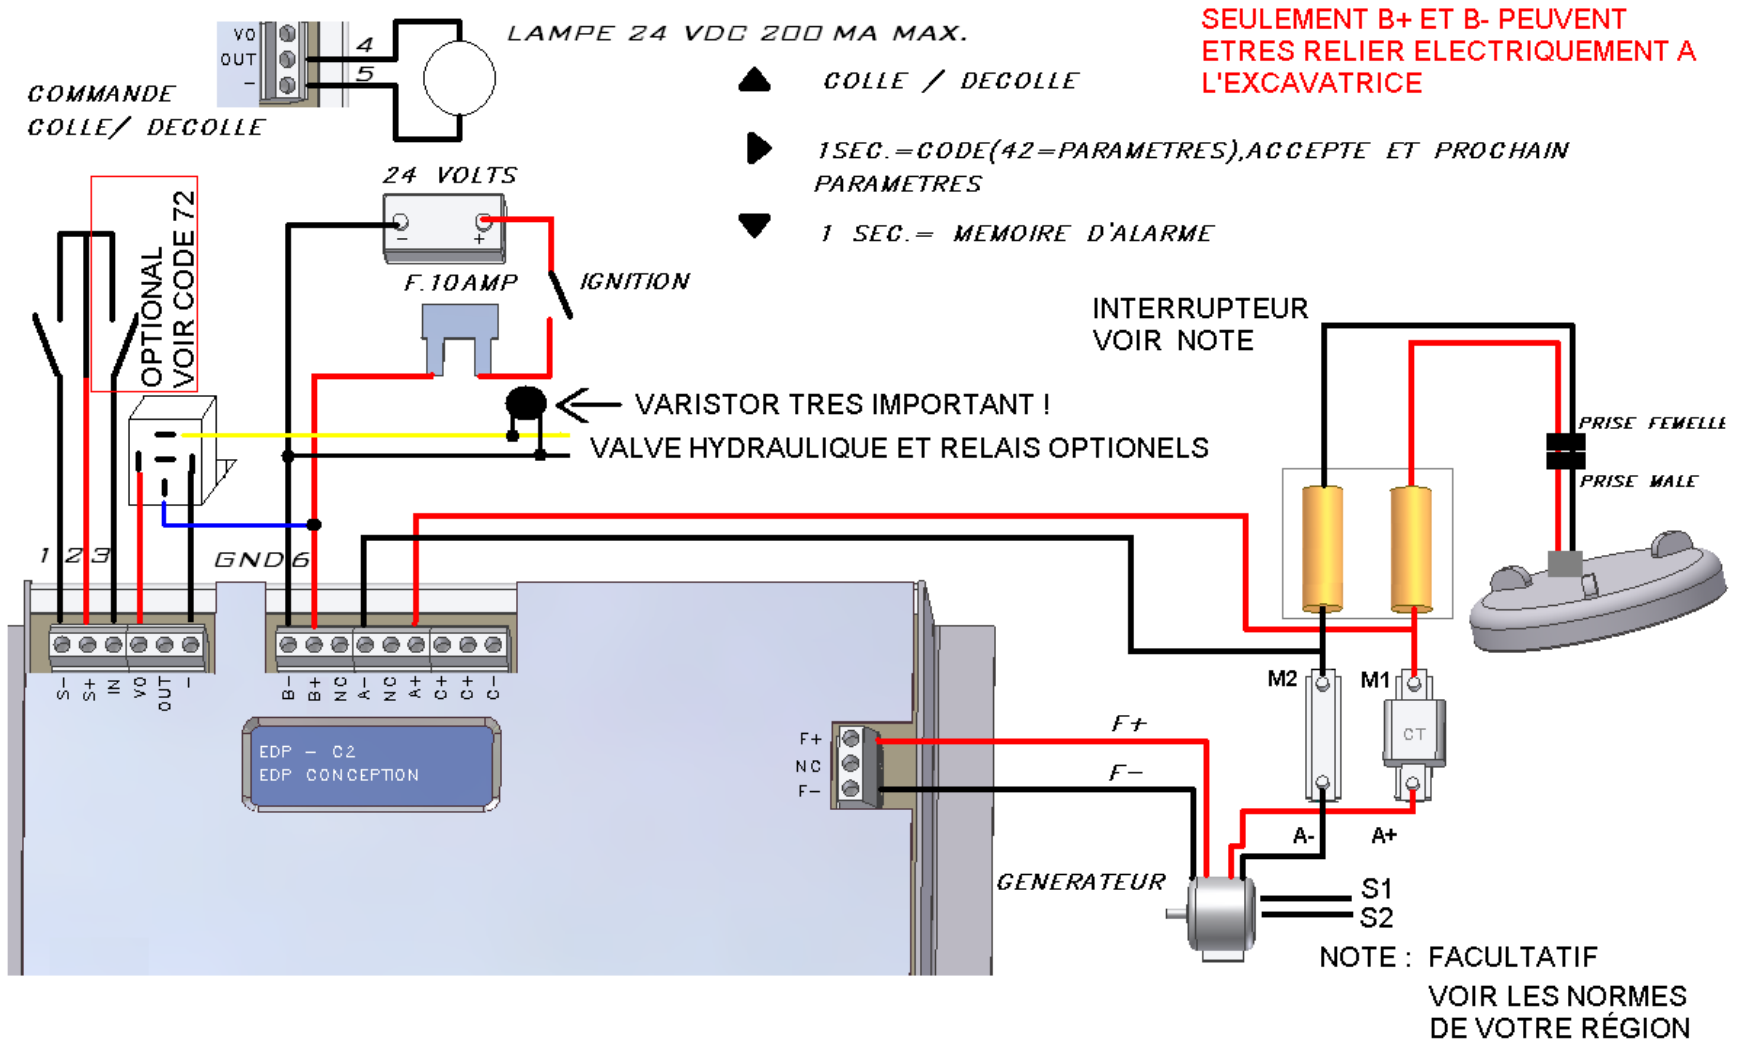 VO
OUT
-
4
5
LAMPE 24 VDC 200 MA MAX.
COMMANDE
COLLE/ DECOLLE
COLLE / DECOLLE
1SEC.=CODE(42=PARAMETRES),ACCEPTE ET PROCHAIN
PARAMETRES
1 SEC.= MEMOIRE D'ALARME
SEULEMENT B+ ET B- PEUVENT
ETRES RELIER ELECTRIQUEMENT A
L'EXCAVATRICE
24 VOLTS
- +
F.10AMP
IGNITION
OPTIONAL
VOIR CODE 72
VARISTOR TRES IMPORTANT !
VALVE HYDRAULIQUE ET RELAIS OPTIONELS
INTERRUPTEUR
VOIR NOTE
PRISE FEMELLE
PRISE MALE
1 2 3
GND 6
S- S+ IN VO OUT -
B- B+ NC A- NC A+ C+ C+ C-
EDP - C2
EDP CONCEPTION
F+
NC
F-
F+
F-
M2
M1
CT
A-
A+
GENERATEUR
S1
S2
NOTE : FACULTATIF
VOIR LES NORMES
DE VOTRE RÉGION